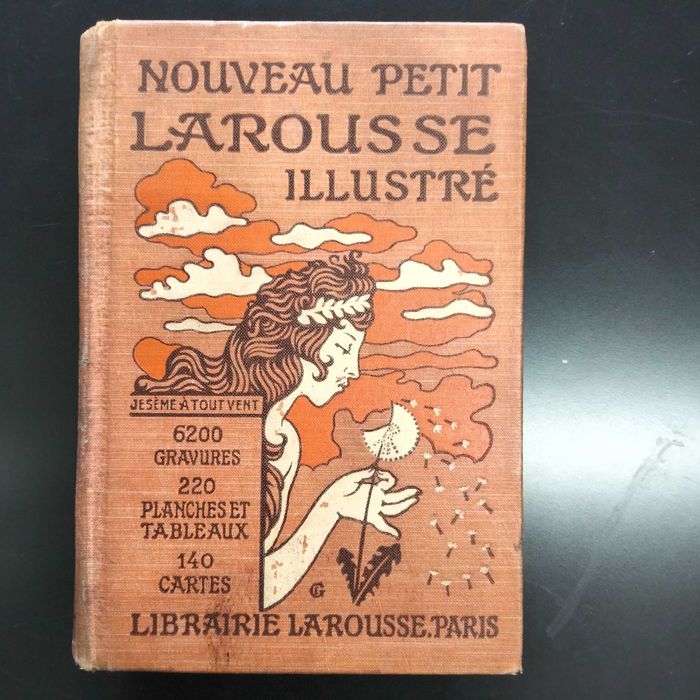 NOUVEAU PETIT
LAROUSSE
ILLUSTRÉ
JE SÈME À TOUT VENT
6200
GRAVURES
220
PLANCHES ET
TABLEAUX
140
CARTES
LIBRAIRIE LAROUSSE.PARIS